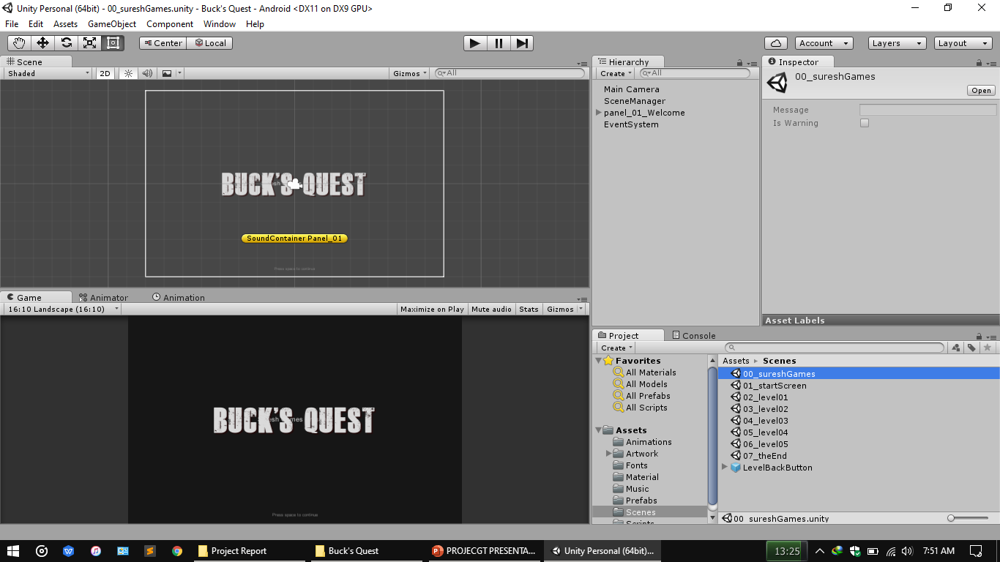 Unity Personal (64bit) - 00_sureshGames.unity - Buck's Quest - Android <DX11 on DX9 GPU>
File Edit Assets GameObject Component Window Help
Center Local Account Layers Layout
Scene
Shaded 2D Gizmos All
BUCK'S QUEST
SoundContainer Panel_01
Press space to continue
Game Animator Animation
16:10 Landscape (16:10) Maximize on Play Mute audio Stats Gizmos
BUCK'S QUEST
Press space to continue
Hierarchy
Create All
Main Camera
SceneManager
panel_01_Welcome
EventSystem
Inspector
00_sureshGames
Open
Message
Is Warning
Asset Labels
Project Console
Create
Favorites
All Materials
All Models
All Prefabs
All Scripts
Assets
Animations
Artwork
Fonts
Material
Music
Prefabs
Scenes
Scripts
Assets Scenes
00_sureshGames
01_startScreen
02_level01
03_level02
04_level03
05_level04
06_level05
07_theEnd
LevelBackButton
00_sureshGames.unity
Project Report Buck's Quest PROJECGT PRESENTA... Unity Personal (64bit)... 13:25 7:51 AM